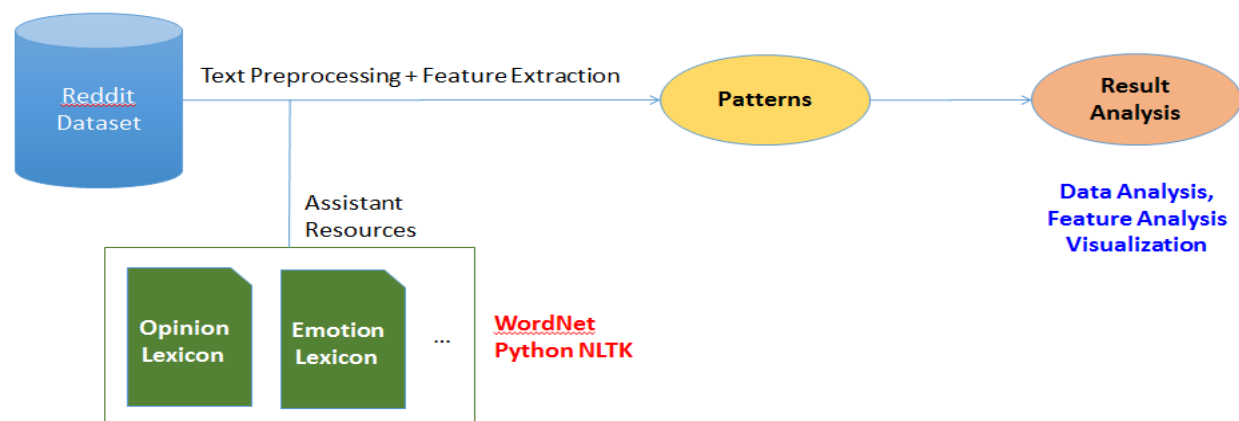 Reddit
Dataset
Text Preprocessing + Feature Extraction
Patterns
Result
Analysis
Assistant
Resources
Data Analysis,
Feature Analysis
Visualization
Opinion
Lexicon
Emotion
Lexicon
...
WordNet
Python NLTK